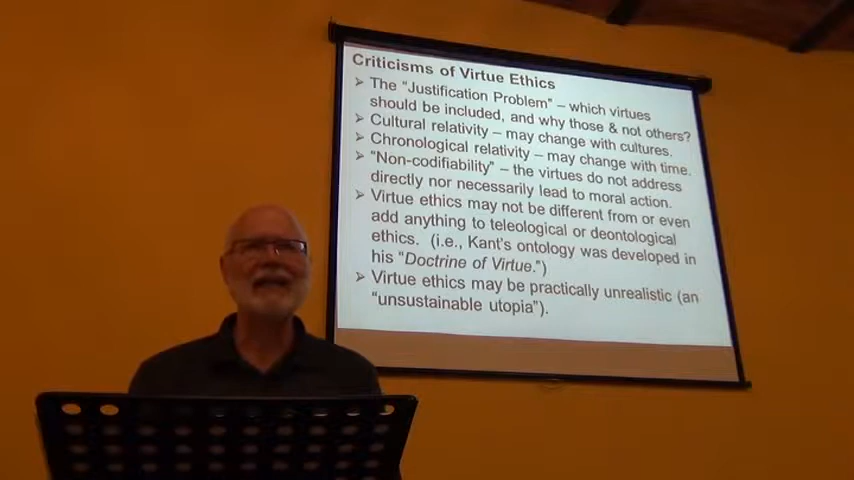 Criticisms of Virtue Ethics
➢ The "Justification Problem" – which virtues
should be included, and why those & not others?
➢ Cultural relativity – may change with cultures.
➢ Chronological relativity – may change with time.
➢ "Non-codifiability" – the virtues do not address
directly nor necessarily lead to moral action.
➢ Virtue ethics may not be different from or even
add anything to teleological or deontological
ethics. (i.e., Kant's ontology was developed in
his "Doctrine of Virtue.")
➢ Virtue ethics may be practically unrealistic (an
"unsustainable utopia").